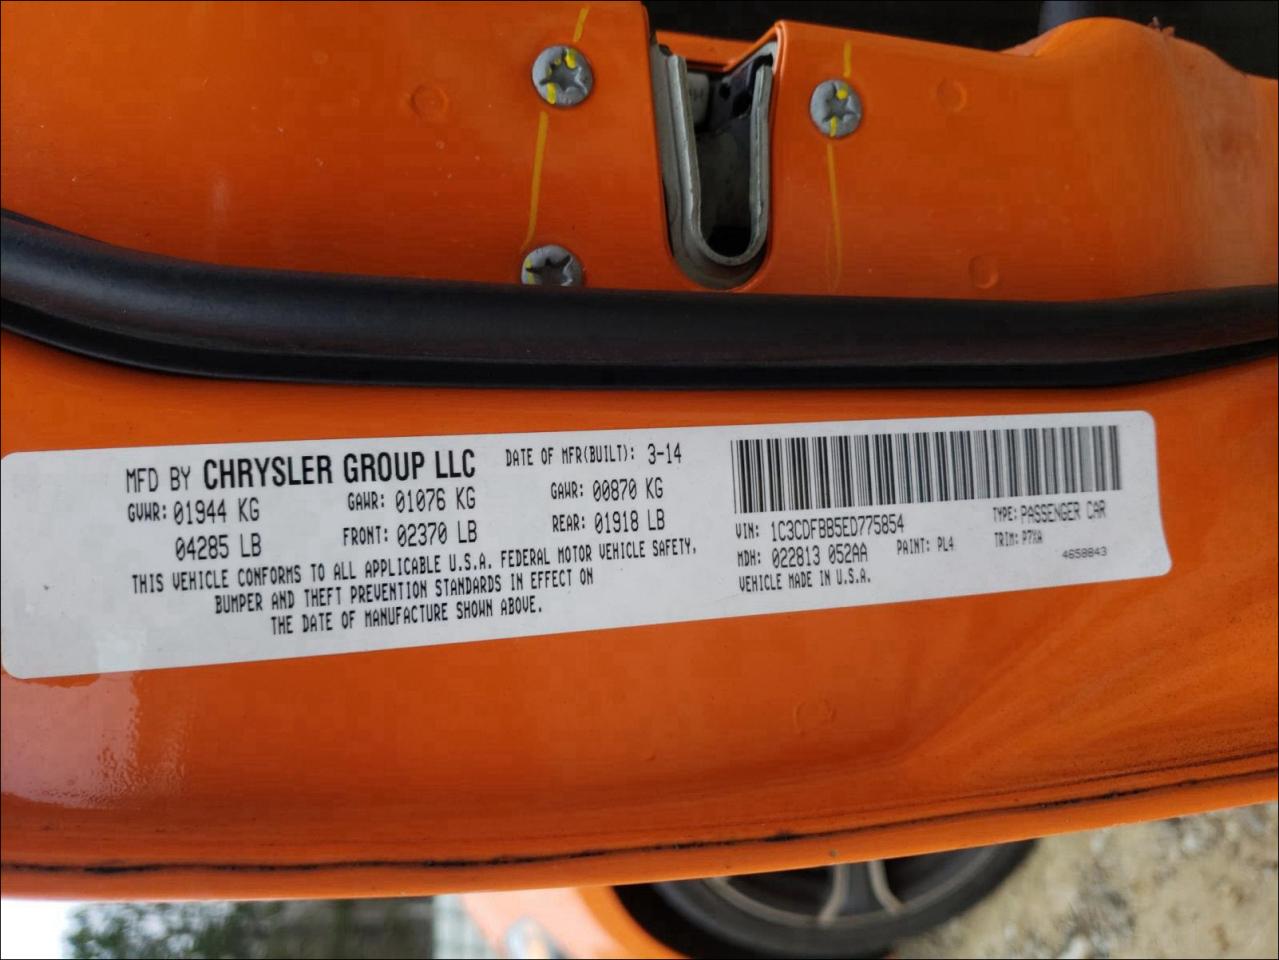 MFD BY CHRYSLER GROUP LLC DATE OF MFR(BUILT): 3-14
GVWR: 01944 KG GAWR: 01076 KG GAWR: 00870 KG
04285 LB FRONT: 02370 LB REAR: 01918 LB
THIS VEHICLE CONFORMS TO ALL APPLICABLE U.S.A. FEDERAL MOTOR VEHICLE SAFETY,
BUMPER AND THEFT PREVENTION STANDARDS IN EFFECT ON
THE DATE OF MANUFACTURE SHOWN ABOVE.
VIN: 1C3CDFBB5ED775854 TYPE: PASSENGER CAR
MDH: 022813 052AA PAINT: PL4 TRIM: P7XA
VEHICLE MADE IN U.S.A. 4658843